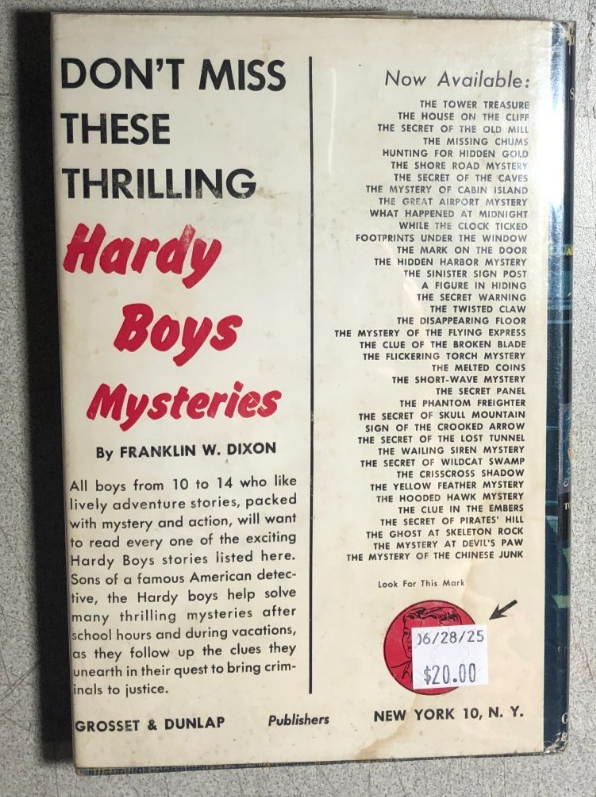 DON'T MISS
THESE
THRILLING
Hardy
Boys
Mysteries
By FRANKLIN W. DIXON
All boys from 10 to 14 who like
lively adventure stories, packed
with mystery and action, will want
to read every one of the exciting
Hardy Boys stories listed here.
Sons of a famous American detec-
tive, the Hardy boys help solve
many thrilling mysteries after
school hours and during vacations,
as they follow up the clues they
unearth in their quest to bring crim-
inals to justice.
Now Available:
THE TOWER TREASURE
THE HOUSE ON THE CLIFF
THE SECRET OF THE OLD MILL
THE MISSING CHUMS
HUNTING FOR HIDDEN GOLD
THE SHORE ROAD MYSTERY
THE SECRET OF THE CAVES
THE MYSTERY OF CABIN ISLAND
THE GREAT AIRPORT MYSTERY
WHAT HAPPENED AT MIDNIGHT
WHILE THE CLOCK TICKED
FOOTPRINTS UNDER THE WINDOW
THE MARK ON THE DOOR
THE HIDDEN HARBOR MYSTERY
THE SINISTER SIGN POST
A FIGURE IN HIDING
THE SECRET WARNING
THE TWISTED CLAW
THE DISAPPEARING FLOOR
THE MYSTERY OF THE FLYING EXPRESS
THE CLUE OF THE BROKEN BLADE
THE FLICKERING TORCH MYSTERY
THE MELTED COINS
THE SHORT-WAVE MYSTERY
THE SECRET PANEL
THE PHANTOM FREIGHTER
THE SECRET OF SKULL MOUNTAIN
SIGN OF THE CROOKED ARROW
THE SECRET OF THE LOST TUNNEL
THE WAILING SIREN MYSTERY
THE SECRET OF WILDCAT SWAMP
THE CRISSCROSS SHADOW
THE YELLOW FEATHER MYSTERY
THE HOODED HAWK MYSTERY
THE CLUE IN THE EMBERS
THE SECRET OF PIRATES' HILL
THE GHOST AT SKELETON ROCK
THE MYSTERY AT DEVIL'S PAW
THE MYSTERY OF THE CHINESE JUNK
Look For This Mark
06/28/25
$20.00
GROSSET & DUNLAP Publishers NEW YORK 10, N. Y.